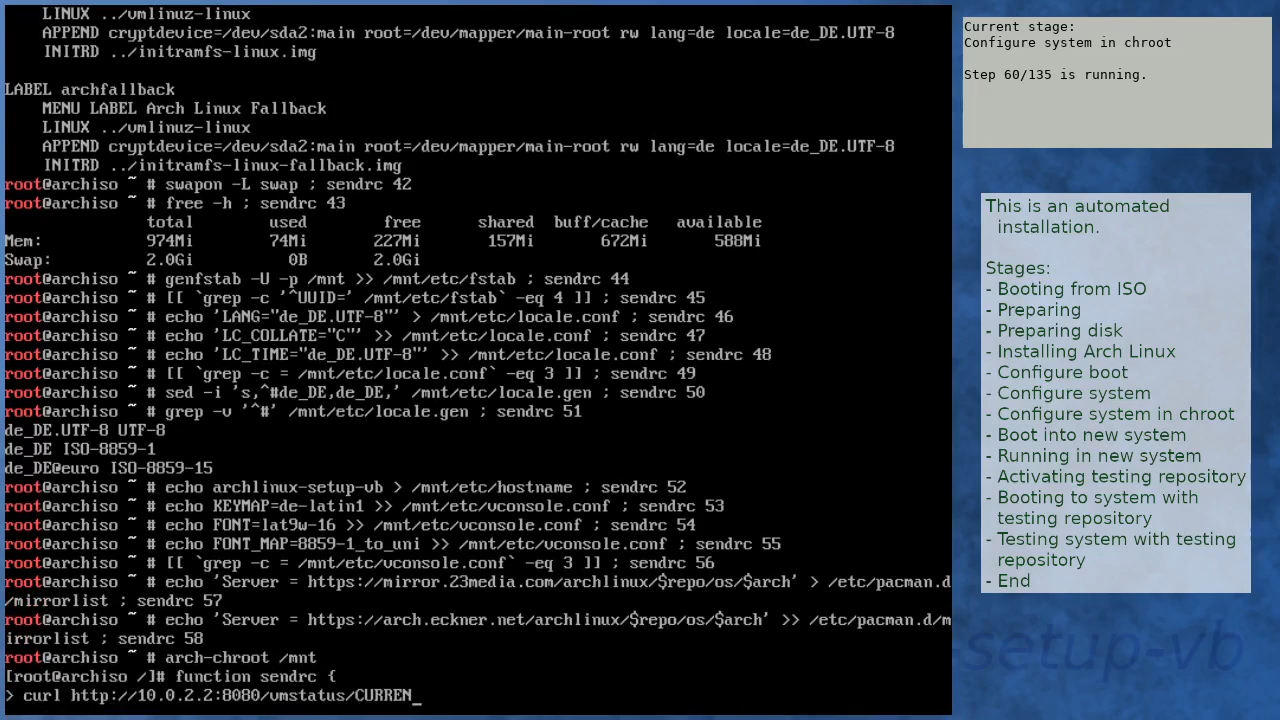 LINUX ../vmlinuz-linux
APPEND cryptdevice=/dev/sda2:main root=/dev/mapper/main-root rw lang=de locale=de_DE.UTF-8
INITRD ../initramfs-linux.img
LABEL archfallback
MENU LABEL Arch Linux Fallback
LINUX ../vmlinuz-linux
APPEND cryptdevice=/dev/sda2:main root=/dev/mapper/main-root rw lang=de locale=de_DE.UTF-8
INITRD ../initramfs-linux-fallback.img
root@archiso ~ # swapon -L swap ; sendrc 42
root@archiso ~ # free -h ; sendrc 43
total used free shared buff/cache available
Mem: 974Mi 74Mi 227Mi 157Mi 672Mi 588Mi
Swap: 2.0Gi 0B 2.0Gi
root@archiso ~ # genfstab -U -p /mnt >> /mnt/etc/fstab ; sendrc 44
root@archiso ~ # [[ `grep -c '^UUID=' /mnt/etc/fstab` -eq 4 ]] ; sendrc 45
root@archiso ~ # echo 'LANG="de_DE.UTF-8"' > /mnt/etc/locale.conf ; sendrc 46
root@archiso ~ # echo 'LC_COLLATE="C"' >> /mnt/etc/locale.conf ; sendrc 47
root@archiso ~ # echo 'LC_TIME="de_DE.UTF-8"' >> /mnt/etc/locale.conf ; sendrc 48
root@archiso ~ # [[ `grep -c = /mnt/etc/locale.conf` -eq 3 ]] ; sendrc 49
root@archiso ~ # sed -i 's,^#de_DE,de_DE,' /mnt/etc/locale.gen ; sendrc 50
root@archiso ~ # grep -v '^#' /mnt/etc/locale.gen ; sendrc 51
de_DE.UTF-8 UTF-8
de_DE ISO-8859-1
de_DE@euro ISO-8859-15
root@archiso ~ # echo archlinux-setup-vb > /mnt/etc/hostname ; sendrc 52
root@archiso ~ # echo KEYMAP=de-latin1 >> /mnt/etc/vconsole.conf ; sendrc 53
root@archiso ~ # echo FONT=lat9w-16 >> /mnt/etc/vconsole.conf ; sendrc 54
root@archiso ~ # echo FONT_MAP=8859-1_to_uni >> /mnt/etc/vconsole.conf ; sendrc 55
root@archiso ~ # [[ `grep -c = /mnt/etc/vconsole.conf` -eq 3 ]] ; sendrc 56
root@archiso ~ # echo 'Server = https://mirror.23media.com/archlinux/$repo/os/$arch' > /etc/pacman.d
/mirrorlist ; sendrc 57
root@archiso ~ # echo 'Server = https://arch.eckner.net/archlinux/$repo/os/$arch' >> /etc/pacman.d/m
irrorlist ; sendrc 58
root@archiso ~ # arch-chroot /mnt
[root@archiso /]# function sendrc {
> curl http://10.0.2.2:8080/vmstatus/CURREN_
Current stage:
Configure system in chroot
Step 60/135 is running.
This is an automated
installation.
Stages:
- Booting from ISO
- Preparing
- Preparing disk
- Installing Arch Linux
- Configure boot
- Configure system
- Configure system in chroot
- Boot into new system
- Running in new system
- Activating testing repository
- Booting to system with
testing repository
- Testing system with testing
repository
- End
-setup-vb